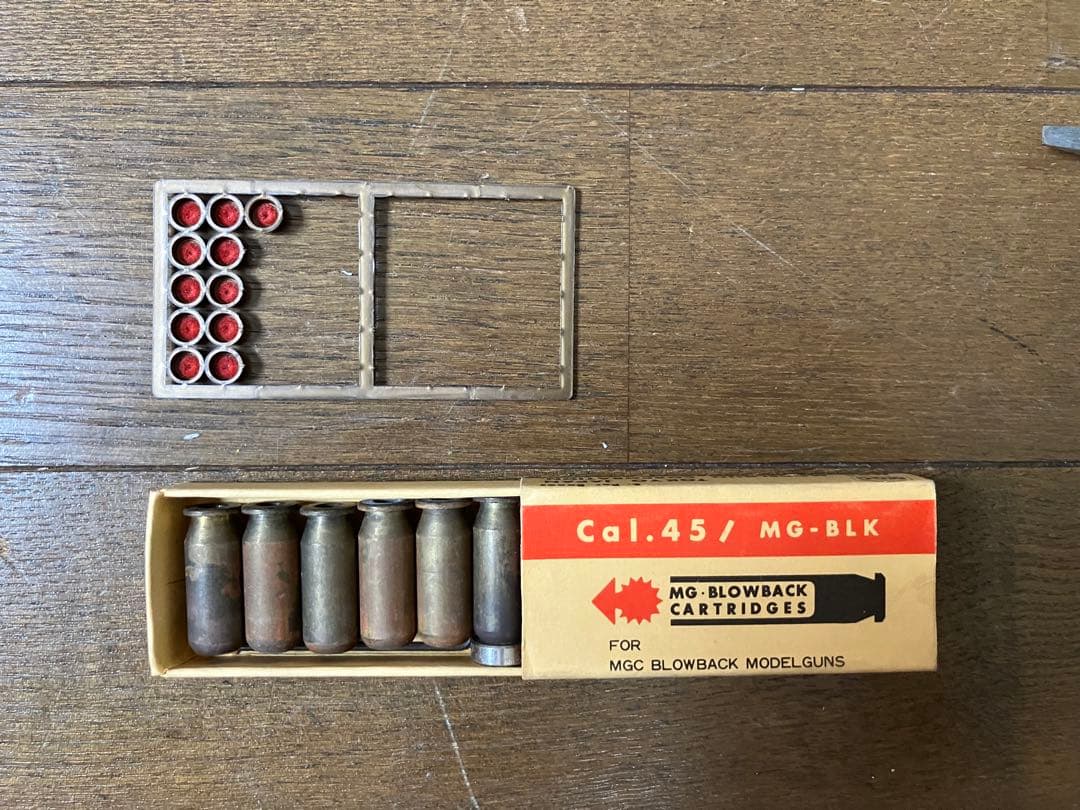 Cal.45/ MG-BLK
MG·BLOWBACK
CARTRIDGES
FOR
MGC BLOWBACK MODELGUNS